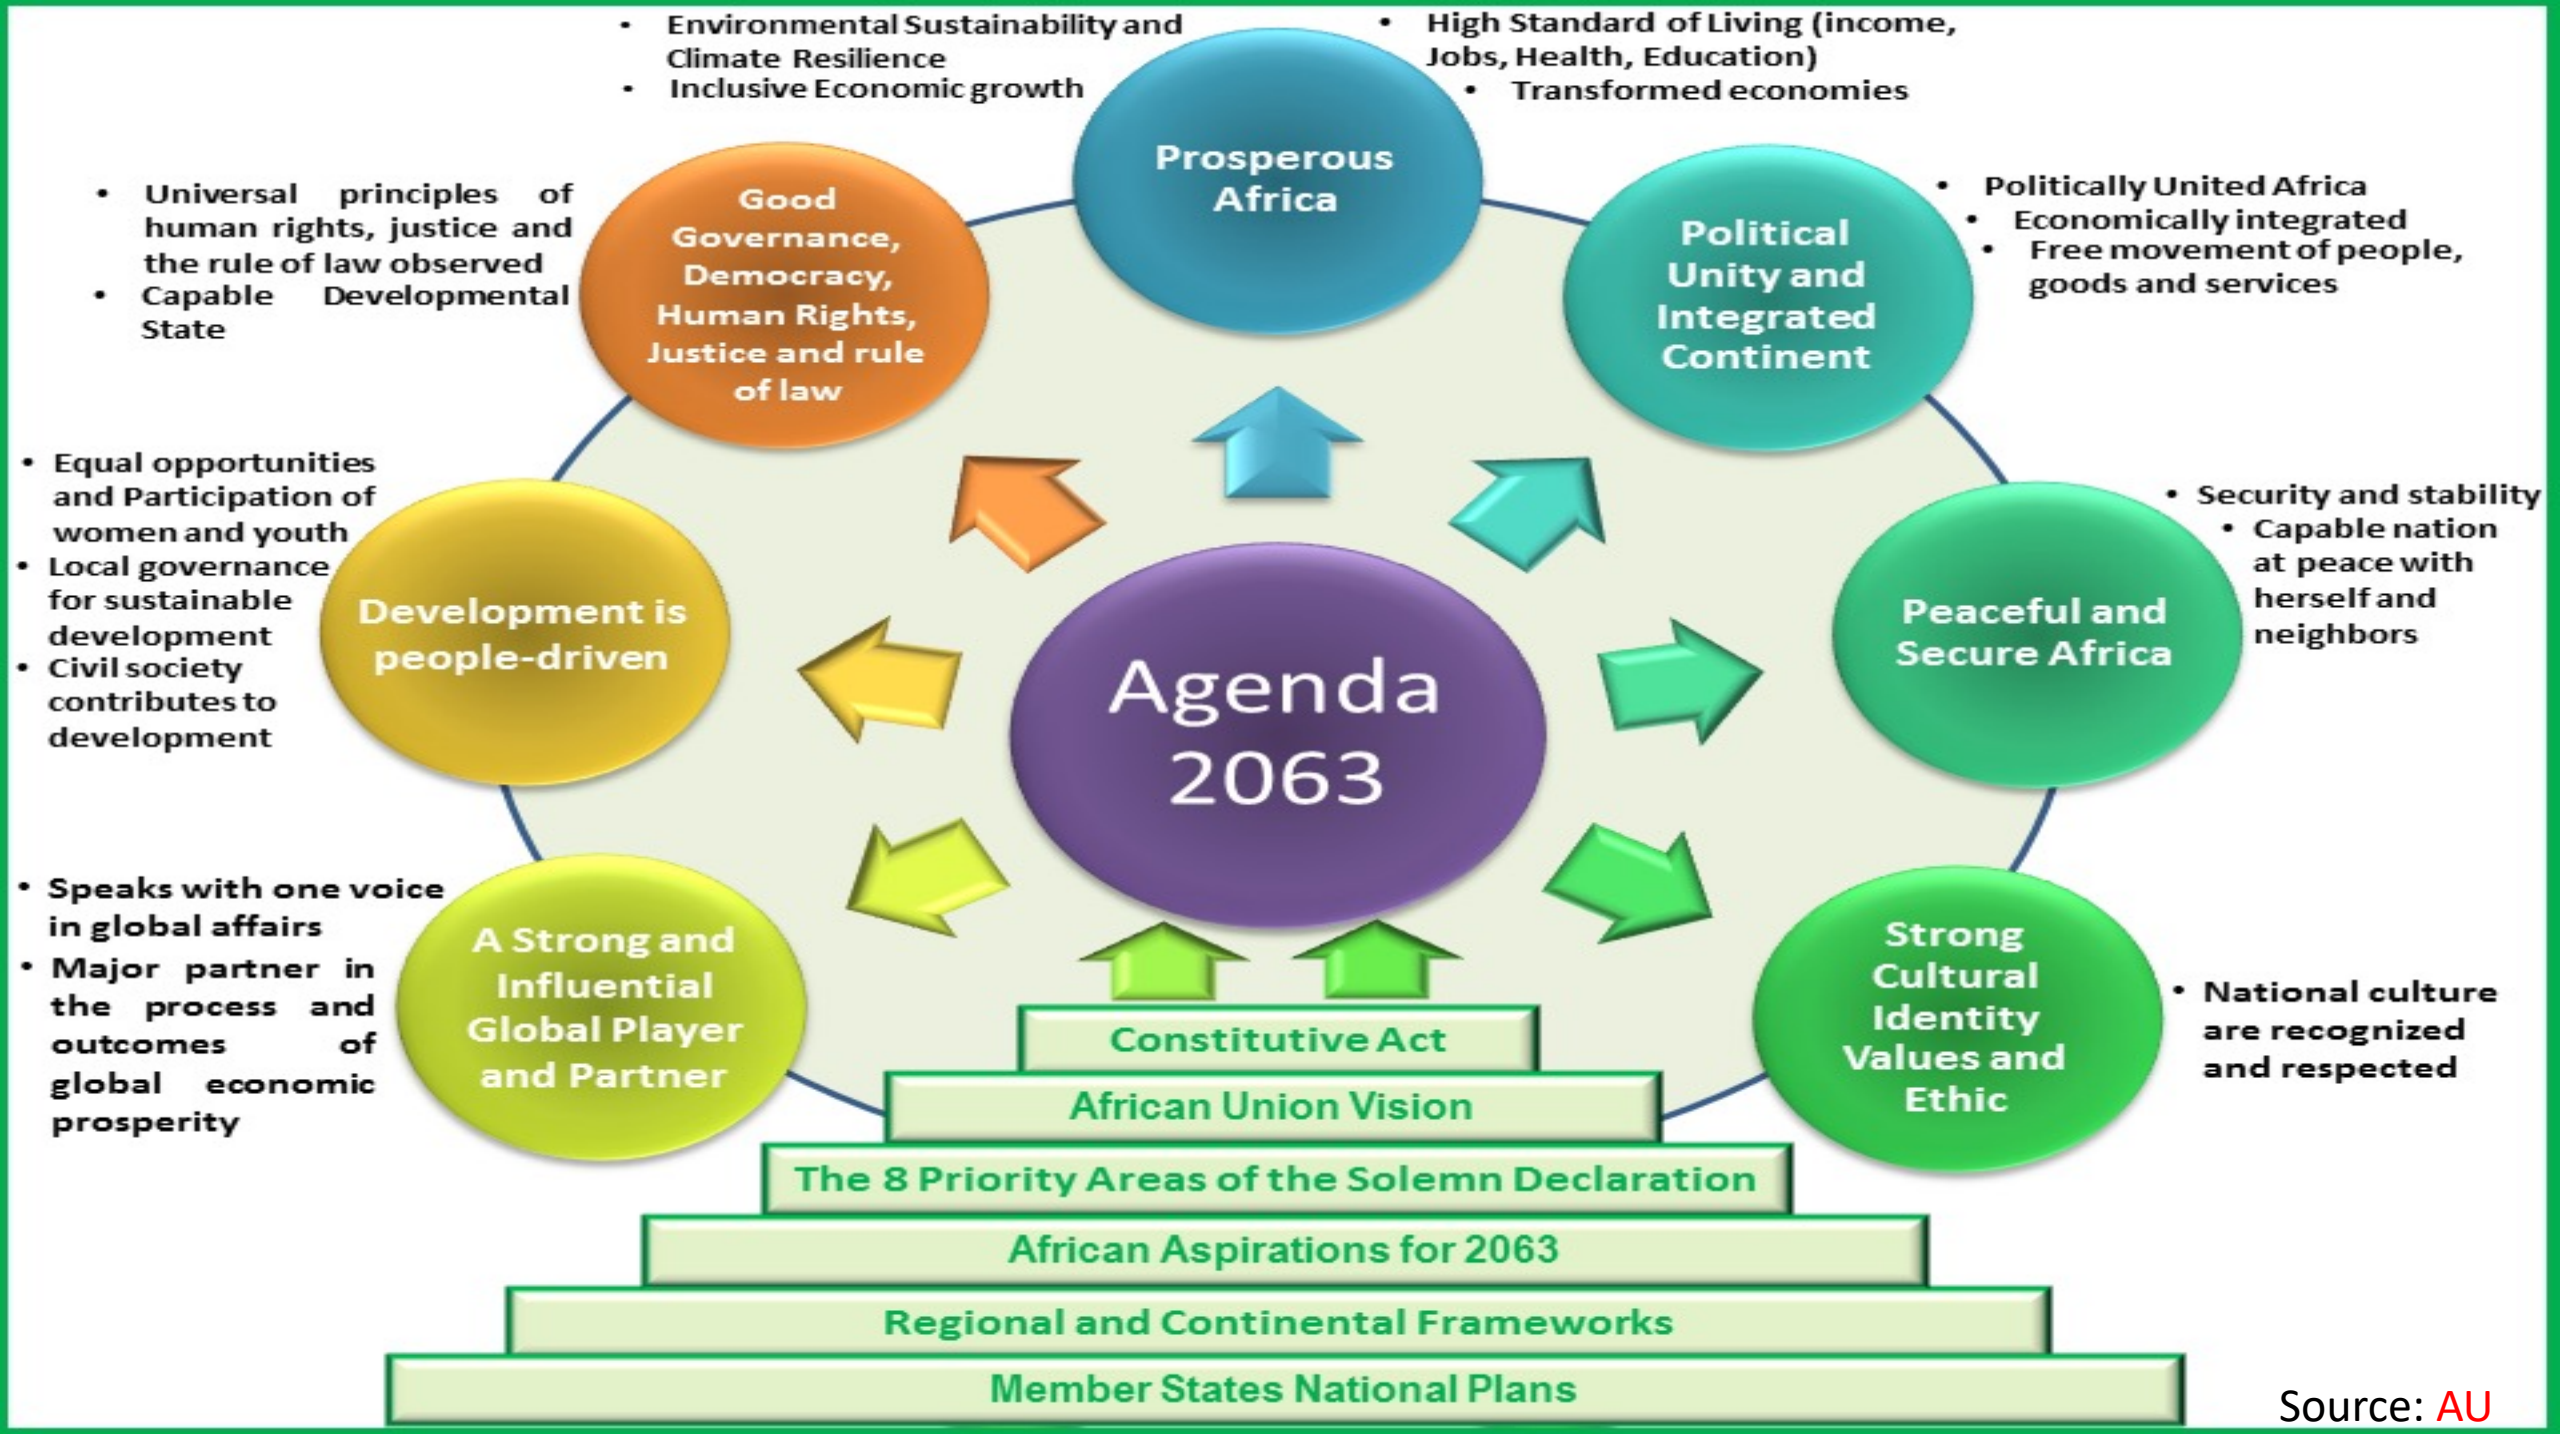 • Environmental Sustainability and
Climate Resilience
• Inclusive Economic growth
• High Standard of Living (income,
Jobs, Health, Education)
• Transformed economies
Prosperous
Africa
• Universal principles of
human rights, justice and
the rule of law observed
• Capable Developmental
State
Good
Governance,
Democracy,
Human Rights,
Justice and rule
of law
Political
Unity and
Integrated
Continent
• Politically United Africa
• Economically integrated
• Free movement of people,
goods and services
• Equal opportunities
and Participation of
women and youth
• Local governance
for sustainable
development
• Civil society
contributes to
development
Development is
people-driven
Agenda
2063
Peaceful and
Secure Africa
• Security and stability
• Capable nation
at peace with
herself and
neighbors
• Speaks with one voice
in global affairs
• Major partner in
the process and
outcomes of
global economic
prosperity
A Strong and
Influential
Global Player
and Partner
Strong
Cultural
Identity
Values and
Ethic
• National culture
are recognized
and respected
Constitutive Act
African Union Vision
The 8 Priority Areas of the Solemn Declaration
African Aspirations for 2063
Regional and Continental Frameworks
Member States National Plans
Source: AU